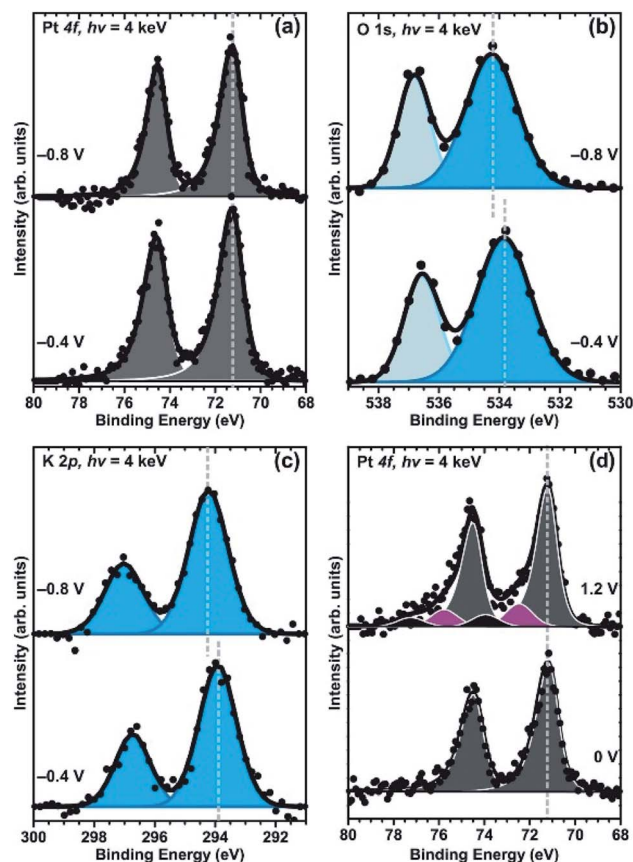 Pt 4f, hν = 4 keV (a)
–0.8 V
–0.4 V
Intensity (arb. units)
80 78 76 74 72 70 68
Binding Energy (eV)
O 1s, hν = 4 keV (b)
–0.8 V
–0.4 V
Intensity (arb. units)
538 536 534 532 530
Binding Energy (eV)
K 2p, hν = 4 keV (c)
–0.8 V
–0.4 V
Intensity (arb. units)
300 298 296 294 292
Binding Energy (eV)
Pt 4f, hν = 4 keV (d)
1.2 V
0 V
Intensity (arb. units)
80 78 76 74 72 70 68
Binding Energy (eV)